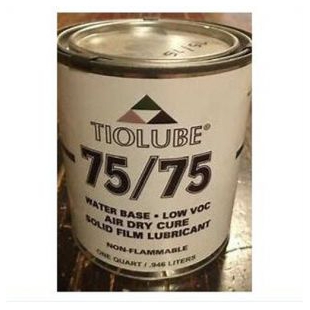 TIOLUBE®
75/75
WATER BASE • LOW VOC
AIR DRY CURE
SOLID FILM LUBRICANT
NON-FLAMMABLE
ONE QUART / .946 LITERS